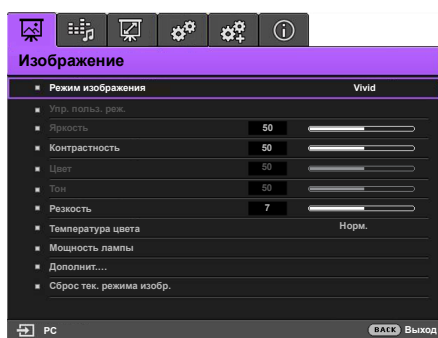 Изображение
Режим изображения Vivid
Упр. польз. реж.
Яркость 50
Контрастность 50
Цвет 50
Тон 50
Резкость 7
Температура цвета Норм.
Мощность лампы
Дополнит....
Сброс тек. режима изобр.
PC BACK Выход